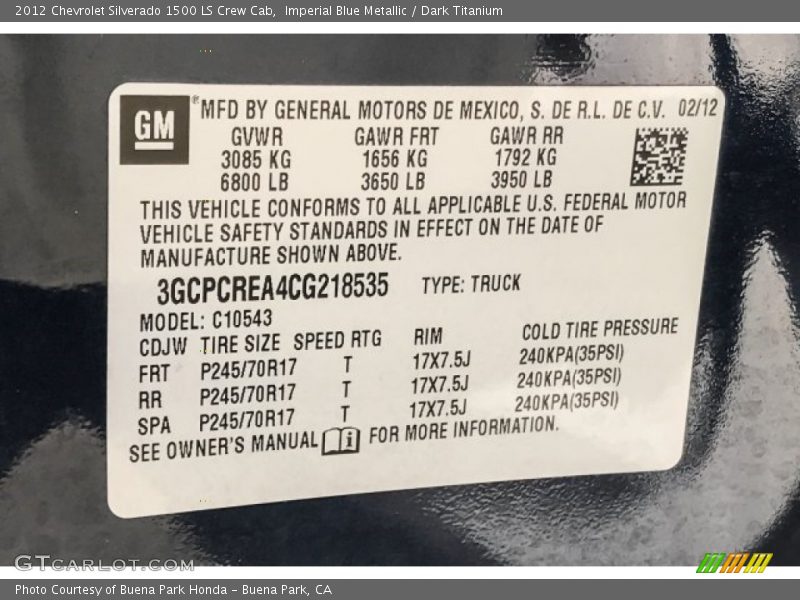 2012 Chevrolet Silverado 1500 LS Crew Cab,  Imperial Blue Metallic / Dark Titanium
GM ® MFD BY GENERAL MOTORS DE MEXICO, S. DE R.L. DE C.V. 02/12
GVWR GAWR FRT GAWR RR
3085 KG 1656 KG 1792 KG
6800 LB 3650 LB 3950 LB
THIS VEHICLE CONFORMS TO ALL APPLICABLE U.S. FEDERAL MOTOR
VEHICLE SAFETY STANDARDS IN EFFECT ON THE DATE OF
MANUFACTURE SHOWN ABOVE.
3GCPCREA4CG218535 TYPE: TRUCK
MODEL: C10543
CDJW TIRE SIZE SPEED RTG RIM COLD TIRE PRESSURE
FRT P245/70R17 T 17X7.5J 240KPA(35PSI)
RR P245/70R17 T 17X7.5J 240KPA(35PSI)
SPA P245/70R17 T 17X7.5J 240KPA(35PSI)
SEE OWNER'S MANUAL FOR MORE INFORMATION.
GTCARLOT.COM
Photo Courtesy of Buena Park Honda - Buena Park, CA